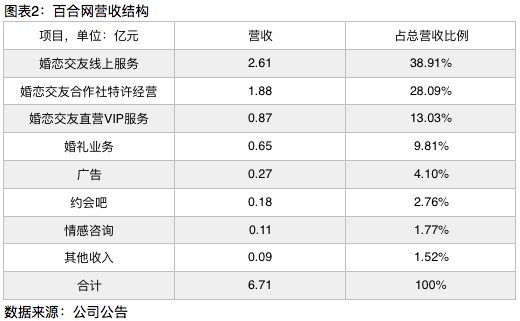 图表2：百合网营收结构
项目，单位：亿元 营收 占总营收比例
婚恋交友线上服务 2.61 38.91%
婚恋交友合作社特许经营 1.88 28.09%
婚恋交友直营VIP服务 0.87 13.03%
婚礼业务 0.65 9.81%
广告 0.27 4.10%
约会吧 0.18 2.76%
情感咨询 0.11 1.77%
其他收入 0.09 1.52%
合计 6.71 100%
数据来源：公司公告